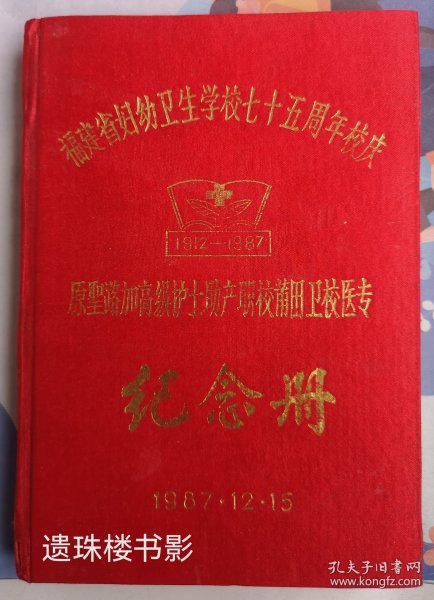 福建省妇幼卫生学校七十五周年校庆
1912—1987
原聖路加高级护士助产职校莆田卫校医专
纪念册
1987·12·15
遗珠楼书影
孔夫子旧书网
www.kongfz.com